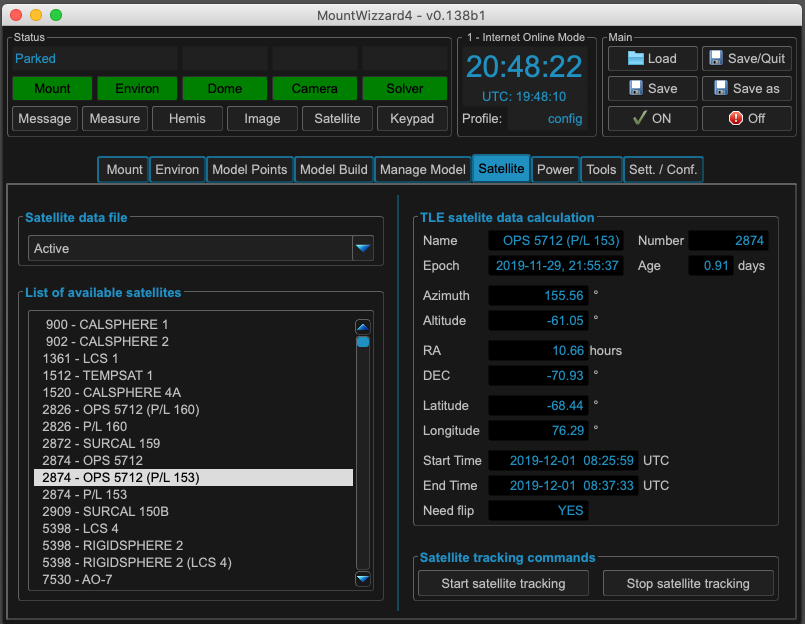 MountWizzard4 - v0.138b1
Status
Parked
Mount Environ Dome Camera Solver
Message Measure Hemis Image Satellite Keypad
1 - Internet Online Mode
20:48:22
UTC: 19:48:10
Profile: config
Main
Load Save/Quit
Save Save as
ON Off
Mount Environ Model Points Model Build Manage Model Satellite Power Tools Sett. / Conf.
Satellite data file
Active
List of available satellites
900 - CALSPHERE 1
902 - CALSPHERE 2
1361 - LCS 1
1512 - TEMPSAT 1
1520 - CALSPHERE 4A
2826 - OPS 5712 (P/L 160)
2826 - P/L 160
2872 - SURCAL 159
2874 - OPS 5712
2874 - OPS 5712 (P/L 153)
2874 - P/L 153
2909 - SURCAL 150B
5398 - LCS 4
5398 - RIGIDSPHERE 2
5398 - RIGIDSPHERE 2 (LCS 4)
7530 - AO-7
TLE satelite data calculation
Name OPS 5712 (P/L 153) Number 2874
Epoch 2019-11-29, 21:55:37 Age 0.91 days
Azimuth 155.56 °
Altitude -61.05 °
RA 10.66 hours
DEC -70.93 °
Latitude -68.44 °
Longitude 76.29 °
Start Time 2019-12-01 08:25:59 UTC
End Time 2019-12-01 08:37:33 UTC
Need flip YES
Satellite tracking commands
Start satellite tracking Stop satellite tracking